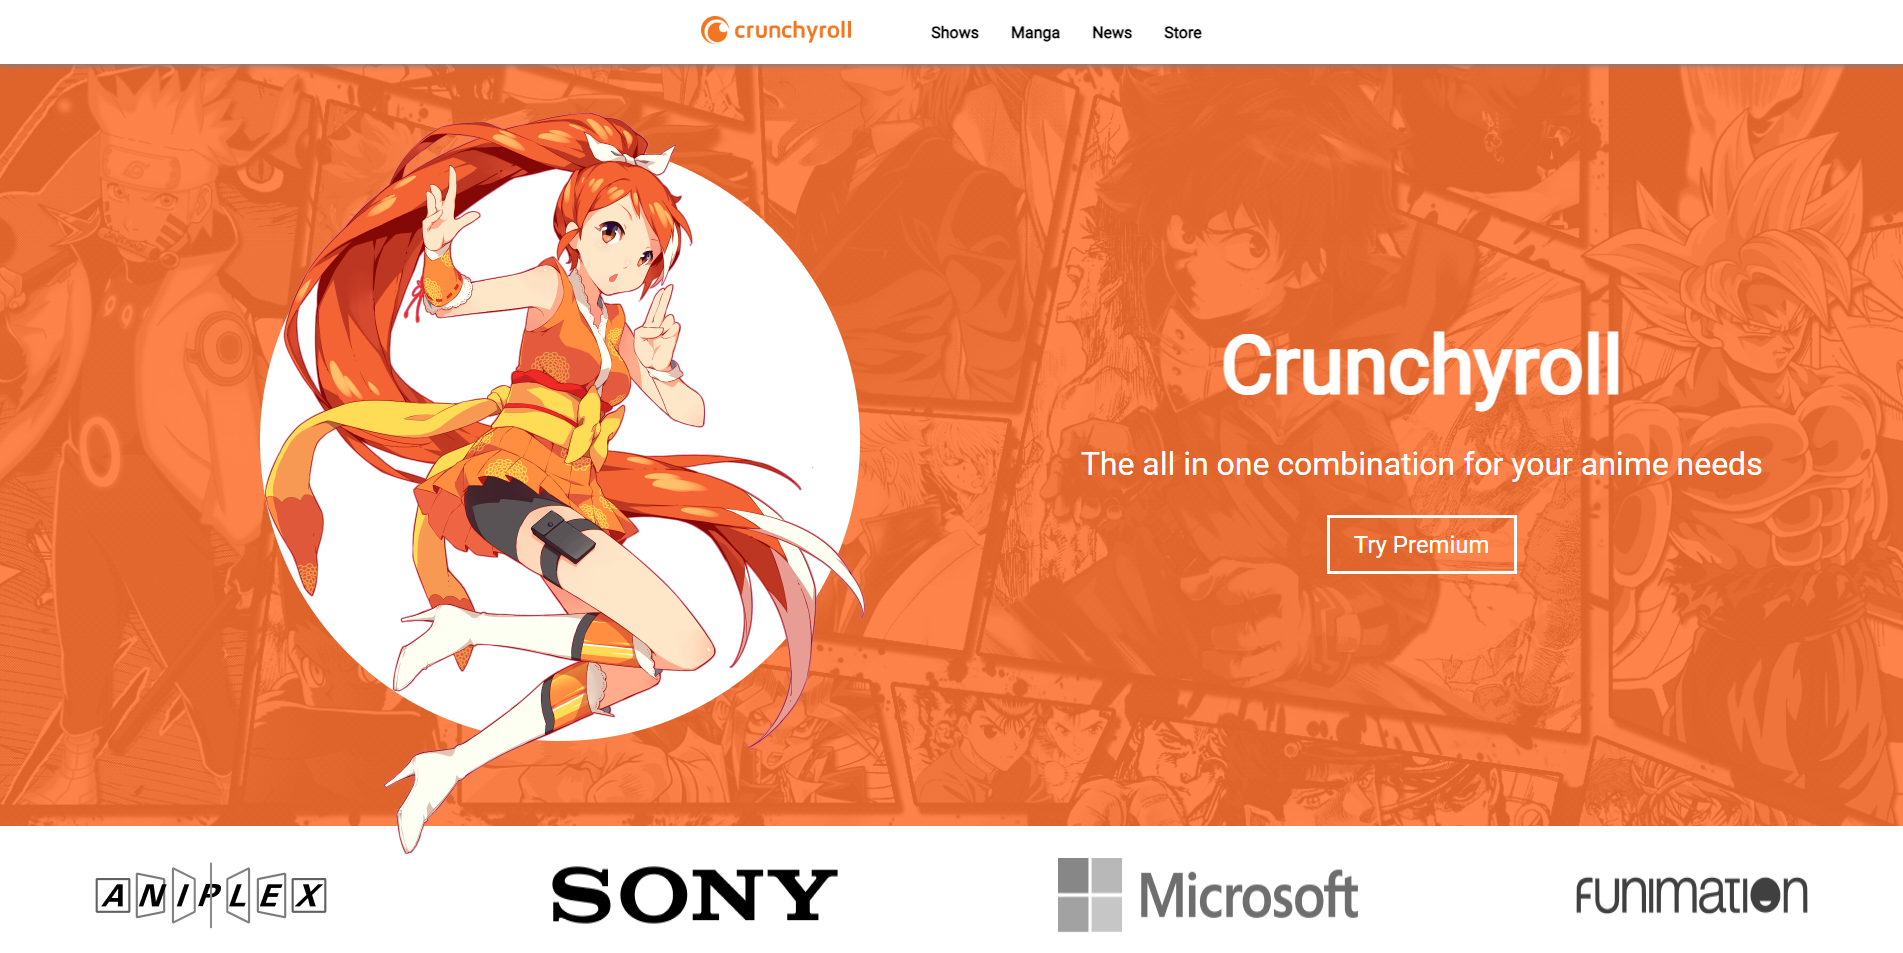 crunchyroll Shows Manga News Store
Crunchyroll
The all in one combination for your anime needs
Try Premium
ANIPLEX SONY Microsoft FUNIMATION